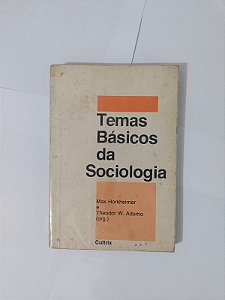 Temas
Básicos
da
Sociologia
Max Horkheimer
e
Theodor W. Adorno
(org.)
Cultrix